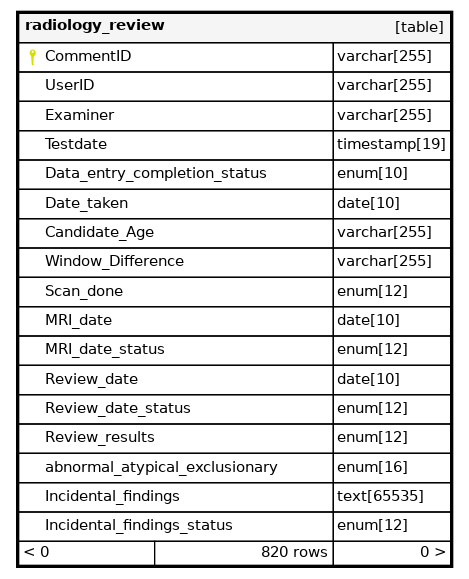 radiology_review [table]
CommentID varchar[255]
UserID varchar[255]
Examiner varchar[255]
Testdate timestamp[19]
Data_entry_completion_status enum[10]
Date_taken date[10]
Candidate_Age varchar[255]
Window_Difference varchar[255]
Scan_done enum[12]
MRI_date date[10]
MRI_date_status enum[12]
Review_date date[10]
Review_date_status enum[12]
Review_results enum[12]
abnormal_atypical_exclusionary enum[16]
Incidental_findings text[65535]
Incidental_findings_status enum[12]
< 0 820 rows 0 >